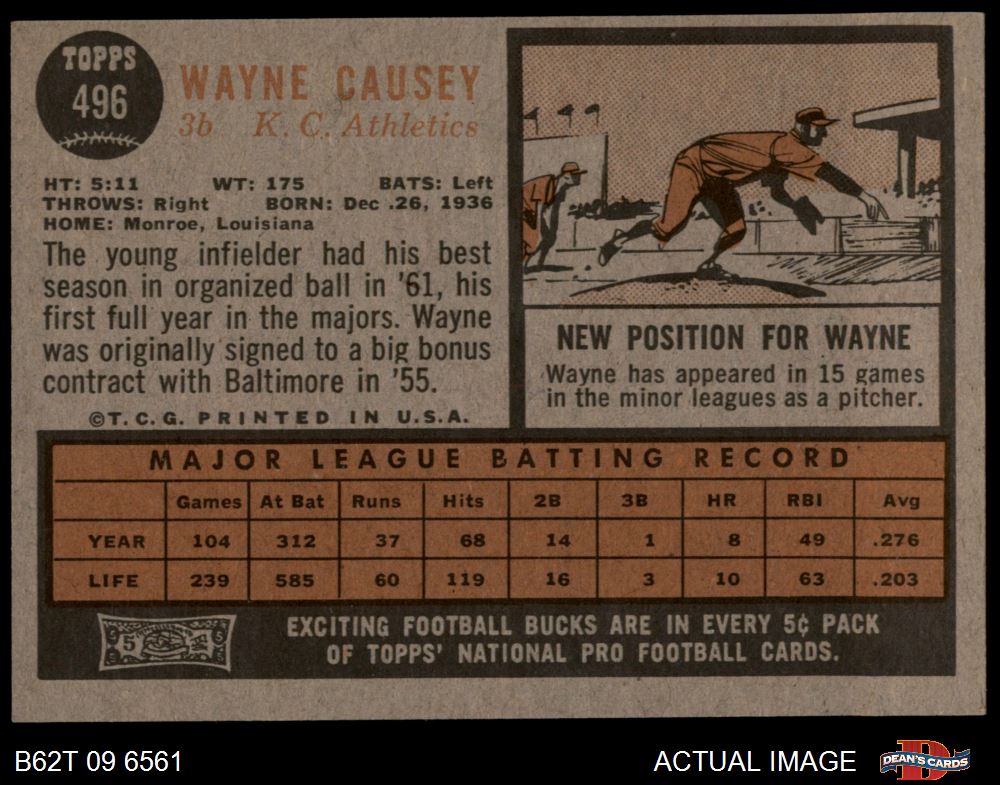 TOPPS
496
WAYNE CAUSEY
3b K. C. Athletics
HT: 5:11 WT: 175 BATS: Left
THROWS: Right BORN: Dec .26, 1936
HOME: Monroe, Louisiana
The young infielder had his best
season in organized ball in '61, his
first full year in the majors. Wayne
was originally signed to a big bonus
contract with Baltimore in '55.
©T. C. G. PRINTED IN U.S.A.
NEW POSITION FOR WAYNE
Wayne has appeared in 15 games
in the minor leagues as a pitcher.
MAJOR LEAGUE BATTING RECORD
Games At Bat Runs Hits 2B 3B HR RBI Avg
YEAR 104 312 37 68 14 1 8 49 .276
LIFE 239 585 60 119 16 3 10 63 .203
5 5 5 5 5
EXCITING FOOTBALL BUCKS ARE IN EVERY 5¢ PACK
OF TOPPS' NATIONAL PRO FOOTBALL CARDS.
B62T 09 6561 ACTUAL IMAGE
D
DEAN'S CARDS